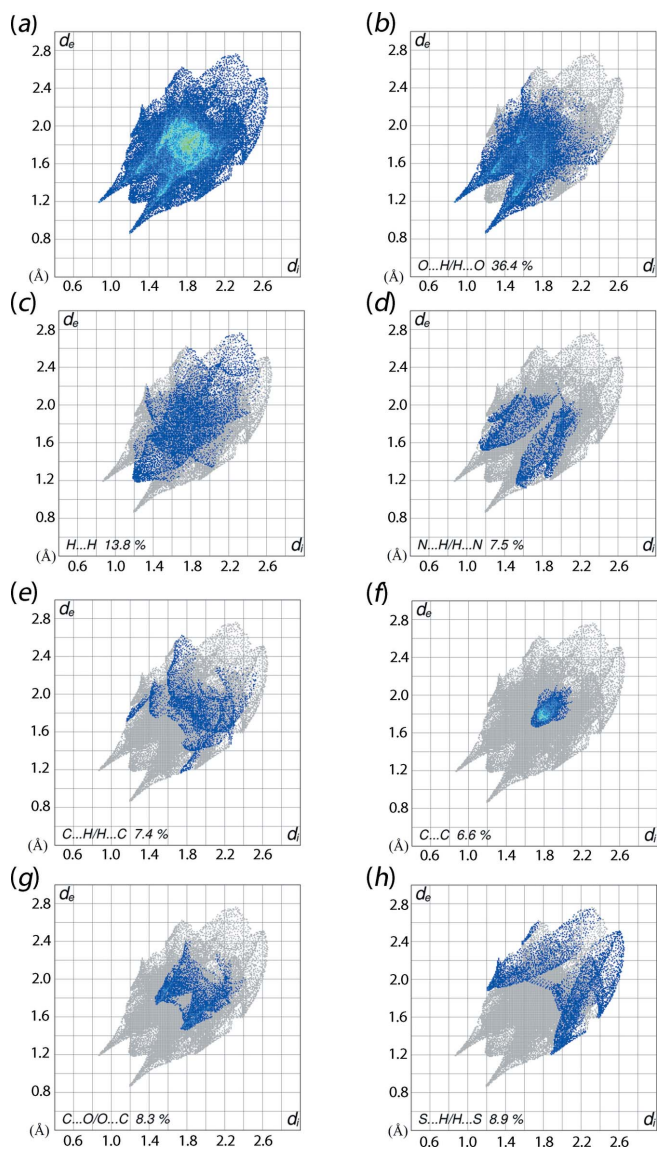 (a)
de
2.8
2.4
2.0
1.6
1.2
0.8
(Å)
0.6 1.0 1.4 1.8 2.2 2.6
di
(b)
de
2.8
2.4
2.0
1.6
1.2
0.8
O...H/H...O 36.4 %
(Å)
0.6 1.0 1.4 1.8 2.2 2.6
di
(c)
de
2.8
2.4
2.0
1.6
1.2
0.8
H...H 13.8 %
(Å)
0.6 1.0 1.4 1.8 2.2 2.6
di
(d)
de
2.8
2.4
2.0
1.6
1.2
0.8
N...H/H...N 7.5 %
(Å)
0.6 1.0 1.4 1.8 2.2 2.6
di
(e)
de
2.8
2.4
2.0
1.6
1.2
0.8
C...H/H...C 7.4 %
(Å)
0.6 1.0 1.4 1.8 2.2 2.6
di
(f)
de
2.8
2.4
2.0
1.6
1.2
0.8
C...C 6.6 %
(Å)
0.6 1.0 1.4 1.8 2.2 2.6
di
(g)
de
2.8
2.4
2.0
1.6
1.2
0.8
C...O/O...C 8.3 %
(Å)
0.6 1.0 1.4 1.8 2.2 2.6
di
(h)
de
2.8
2.4
2.0
1.6
1.2
0.8
S...H/H...S 8.9 %
(Å)
0.6 1.0 1.4 1.8 2.2 2.6
di